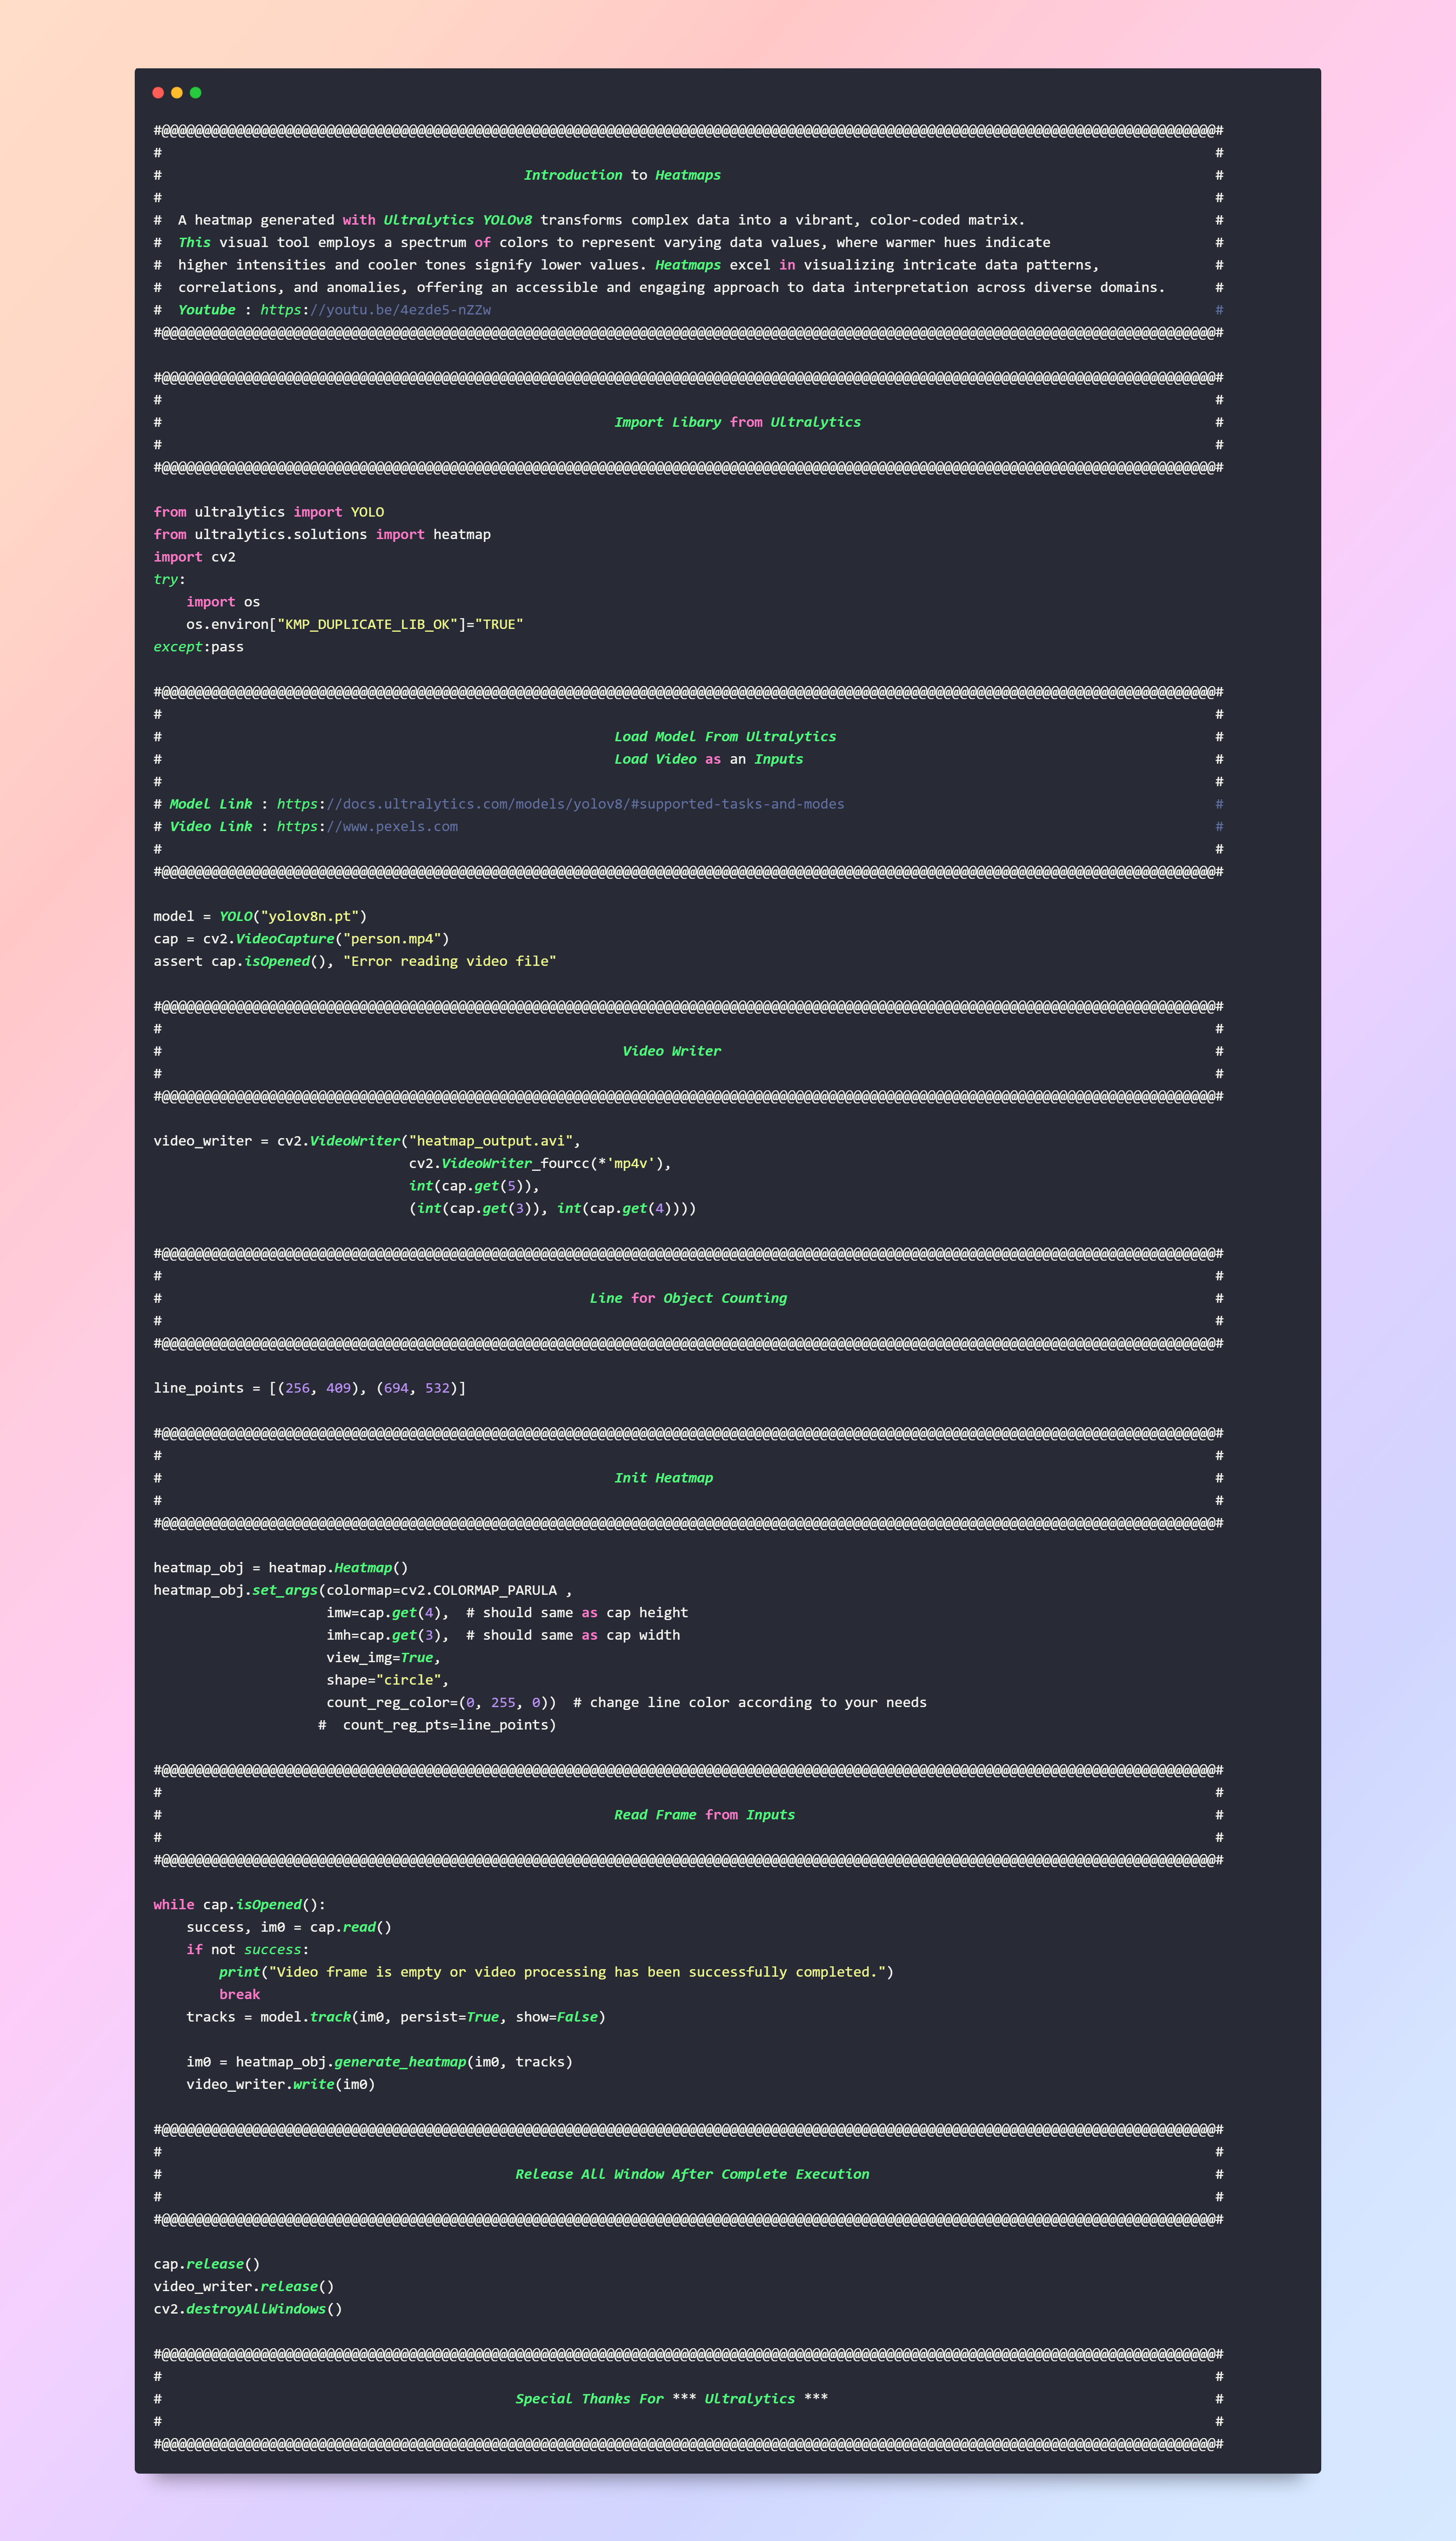 #@@@@@@@@@@@@@@@@@@@@@@@@@@@@@@@@@@@@@@@@@@@@@@@@@@@@@@@@@@@@@@@@@@@@@@@@@@@@@@@@@@@@@@@@@@@@@@@@@@@@@@@@@@@@@@@@@@@@@@@@@@@@@@@@#
# #
# Introduction to Heatmaps #
# #
# A heatmap generated with Ultralytics YOLOv8 transforms complex data into a vibrant, color-coded matrix. #
# This visual tool employs a spectrum of colors to represent varying data values, where warmer hues indicate #
# higher intensities and cooler tones signify lower values. Heatmaps excel in visualizing intricate data patterns, #
# correlations, and anomalies, offering an accessible and engaging approach to data interpretation across diverse domains. #
# Youtube : https://youtu.be/4ezde5-nZZw #
#@@@@@@@@@@@@@@@@@@@@@@@@@@@@@@@@@@@@@@@@@@@@@@@@@@@@@@@@@@@@@@@@@@@@@@@@@@@@@@@@@@@@@@@@@@@@@@@@@@@@@@@@@@@@@@@@@@@@@@@@@@@@@@@@#
#@@@@@@@@@@@@@@@@@@@@@@@@@@@@@@@@@@@@@@@@@@@@@@@@@@@@@@@@@@@@@@@@@@@@@@@@@@@@@@@@@@@@@@@@@@@@@@@@@@@@@@@@@@@@@@@@@@@@@@@@@@@@@@@@#
# #
# Import Libary from Ultralytics #
# #
#@@@@@@@@@@@@@@@@@@@@@@@@@@@@@@@@@@@@@@@@@@@@@@@@@@@@@@@@@@@@@@@@@@@@@@@@@@@@@@@@@@@@@@@@@@@@@@@@@@@@@@@@@@@@@@@@@@@@@@@@@@@@@@@@#
from ultralytics import YOLO
from ultralytics.solutions import heatmap
import cv2
try:
    import os
    os.environ["KMP_DUPLICATE_LIB_OK"]="TRUE"
except:pass
#@@@@@@@@@@@@@@@@@@@@@@@@@@@@@@@@@@@@@@@@@@@@@@@@@@@@@@@@@@@@@@@@@@@@@@@@@@@@@@@@@@@@@@@@@@@@@@@@@@@@@@@@@@@@@@@@@@@@@@@@@@@@@@@@#
# #
# Load Model From Ultralytics #
# Load Video as an Inputs #
# #
# Model Link : https://docs.ultralytics.com/models/yolov8/#supported-tasks-and-modes #
# Video Link : https://www.pexels.com #
# #
#@@@@@@@@@@@@@@@@@@@@@@@@@@@@@@@@@@@@@@@@@@@@@@@@@@@@@@@@@@@@@@@@@@@@@@@@@@@@@@@@@@@@@@@@@@@@@@@@@@@@@@@@@@@@@@@@@@@@@@@@@@@@@@@@#
model = YOLO("yolov8n.pt")
cap = cv2.VideoCapture("person.mp4")
assert cap.isOpened(), "Error reading video file"
#@@@@@@@@@@@@@@@@@@@@@@@@@@@@@@@@@@@@@@@@@@@@@@@@@@@@@@@@@@@@@@@@@@@@@@@@@@@@@@@@@@@@@@@@@@@@@@@@@@@@@@@@@@@@@@@@@@@@@@@@@@@@@@@@#
# #
# Video Writer #
# #
#@@@@@@@@@@@@@@@@@@@@@@@@@@@@@@@@@@@@@@@@@@@@@@@@@@@@@@@@@@@@@@@@@@@@@@@@@@@@@@@@@@@@@@@@@@@@@@@@@@@@@@@@@@@@@@@@@@@@@@@@@@@@@@@@#
video_writer = cv2.VideoWriter("heatmap_output.avi",
                               cv2.VideoWriter_fourcc(*'mp4v'),
                               int(cap.get(5)),
                               (int(cap.get(3)), int(cap.get(4))))
#@@@@@@@@@@@@@@@@@@@@@@@@@@@@@@@@@@@@@@@@@@@@@@@@@@@@@@@@@@@@@@@@@@@@@@@@@@@@@@@@@@@@@@@@@@@@@@@@@@@@@@@@@@@@@@@@@@@@@@@@@@@@@@@@#
# #
# Line for Object Counting #
# #
#@@@@@@@@@@@@@@@@@@@@@@@@@@@@@@@@@@@@@@@@@@@@@@@@@@@@@@@@@@@@@@@@@@@@@@@@@@@@@@@@@@@@@@@@@@@@@@@@@@@@@@@@@@@@@@@@@@@@@@@@@@@@@@@@#
line_points = [(256, 409), (694, 532)]
#@@@@@@@@@@@@@@@@@@@@@@@@@@@@@@@@@@@@@@@@@@@@@@@@@@@@@@@@@@@@@@@@@@@@@@@@@@@@@@@@@@@@@@@@@@@@@@@@@@@@@@@@@@@@@@@@@@@@@@@@@@@@@@@@#
# #
# Init Heatmap #
# #
#@@@@@@@@@@@@@@@@@@@@@@@@@@@@@@@@@@@@@@@@@@@@@@@@@@@@@@@@@@@@@@@@@@@@@@@@@@@@@@@@@@@@@@@@@@@@@@@@@@@@@@@@@@@@@@@@@@@@@@@@@@@@@@@@#
heatmap_obj = heatmap.Heatmap()
heatmap_obj.set_args(colormap=cv2.COLORMAP_PARULA ,
                     imw=cap.get(4),  # should same as cap height
                     imh=cap.get(3),  # should same as cap width
                     view_img=True,
                     shape="circle",
                     count_reg_color=(0, 255, 0))  # change line color according to your needs
                    #  count_reg_pts=line_points)
#@@@@@@@@@@@@@@@@@@@@@@@@@@@@@@@@@@@@@@@@@@@@@@@@@@@@@@@@@@@@@@@@@@@@@@@@@@@@@@@@@@@@@@@@@@@@@@@@@@@@@@@@@@@@@@@@@@@@@@@@@@@@@@@@#
# #
# Read Frame from Inputs #
# #
#@@@@@@@@@@@@@@@@@@@@@@@@@@@@@@@@@@@@@@@@@@@@@@@@@@@@@@@@@@@@@@@@@@@@@@@@@@@@@@@@@@@@@@@@@@@@@@@@@@@@@@@@@@@@@@@@@@@@@@@@@@@@@@@@#
while cap.isOpened():
    success, im0 = cap.read()
    if not success:
        print("Video frame is empty or video processing has been successfully completed.")
        break
    tracks = model.track(im0, persist=True, show=False)
    im0 = heatmap_obj.generate_heatmap(im0, tracks)
    video_writer.write(im0)
#@@@@@@@@@@@@@@@@@@@@@@@@@@@@@@@@@@@@@@@@@@@@@@@@@@@@@@@@@@@@@@@@@@@@@@@@@@@@@@@@@@@@@@@@@@@@@@@@@@@@@@@@@@@@@@@@@@@@@@@@@@@@@@@@#
# #
# Release All Window After Complete Execution #
# #
#@@@@@@@@@@@@@@@@@@@@@@@@@@@@@@@@@@@@@@@@@@@@@@@@@@@@@@@@@@@@@@@@@@@@@@@@@@@@@@@@@@@@@@@@@@@@@@@@@@@@@@@@@@@@@@@@@@@@@@@@@@@@@@@@#
cap.release()
video_writer.release()
cv2.destroyAllWindows()
#@@@@@@@@@@@@@@@@@@@@@@@@@@@@@@@@@@@@@@@@@@@@@@@@@@@@@@@@@@@@@@@@@@@@@@@@@@@@@@@@@@@@@@@@@@@@@@@@@@@@@@@@@@@@@@@@@@@@@@@@@@@@@@@@#
# #
# Special Thanks For *** Ultralytics *** #
# #
#@@@@@@@@@@@@@@@@@@@@@@@@@@@@@@@@@@@@@@@@@@@@@@@@@@@@@@@@@@@@@@@@@@@@@@@@@@@@@@@@@@@@@@@@@@@@@@@@@@@@@@@@@@@@@@@@@@@@@@@@@@@@@@@@#